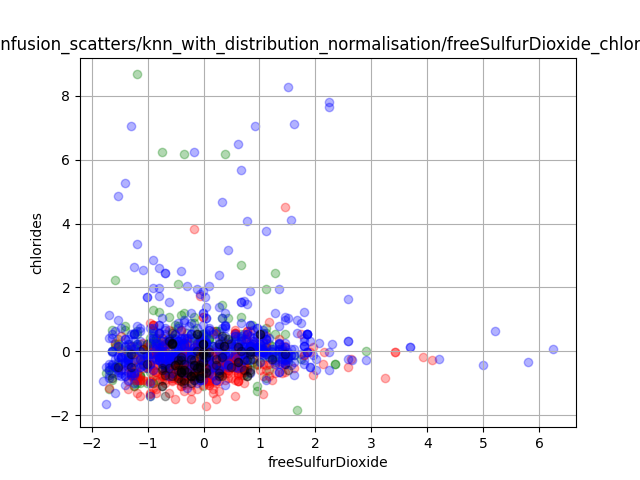 nfusion_scatters/knn_with_distribution_normalisation/freeSulfurDioxide_chlor
8
6
4
2
0
−2
chlorides
−2 −1 0 1 2 3 4 5 6
freeSulfurDioxide